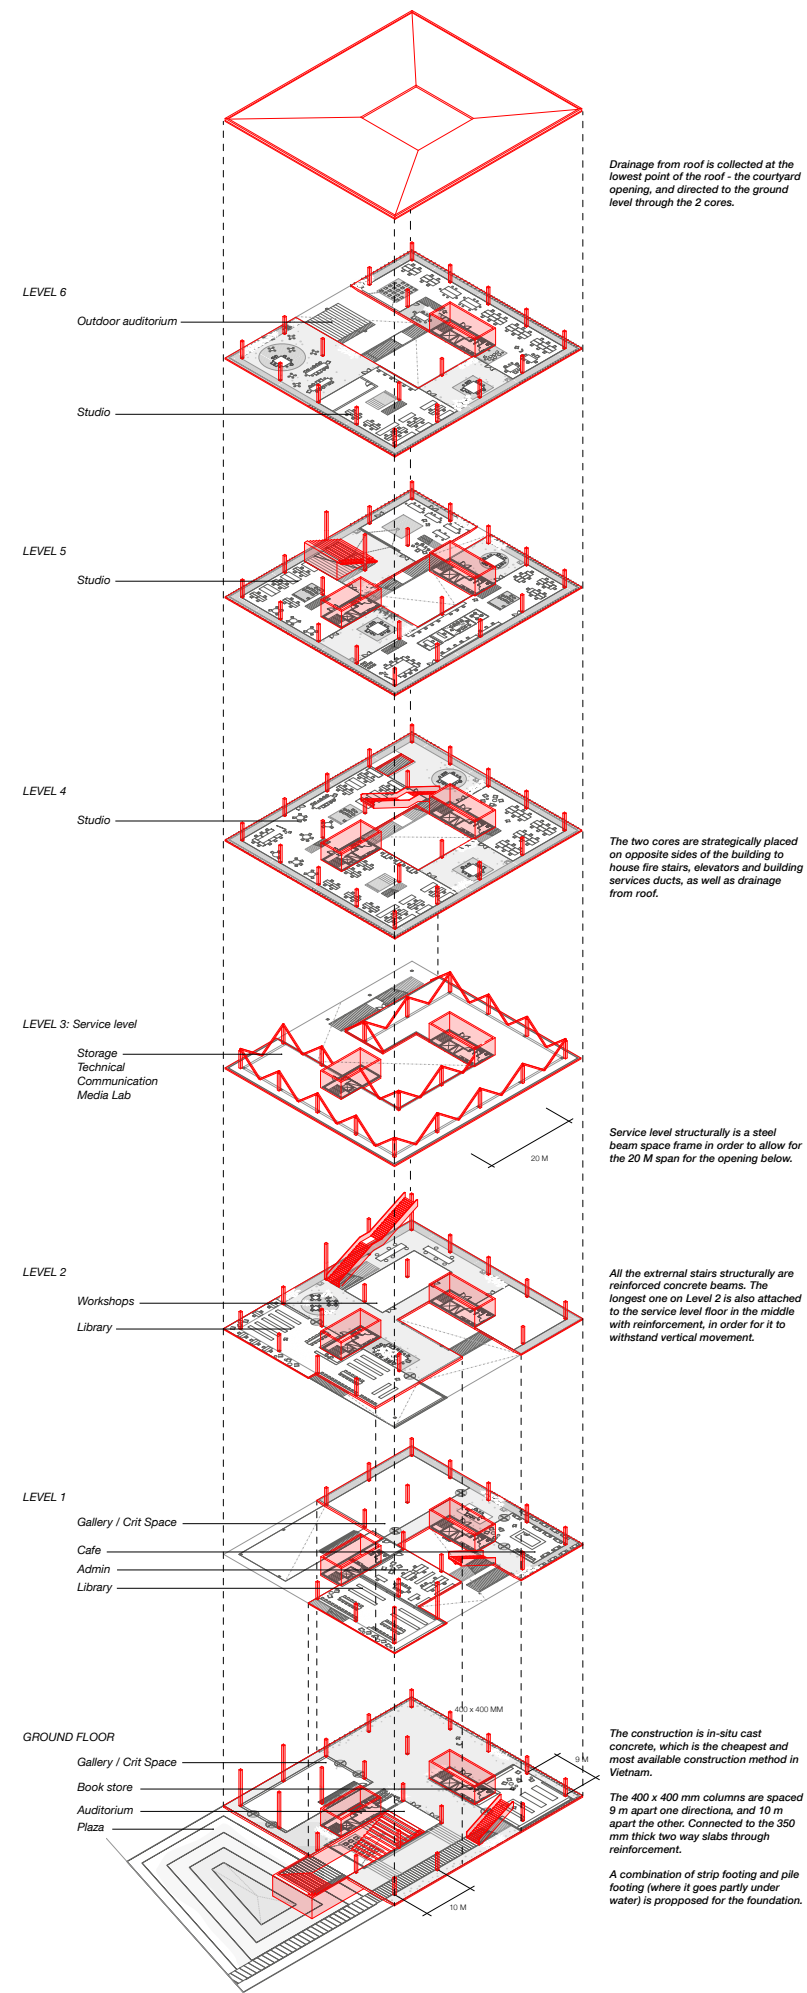 Drainage from roof is collected at the
lowest point of the roof - the courtyard
opening, and directed to the ground
level through the 2 cores.
LEVEL 6
Outdoor auditorium
Studio
LEVEL 5
Studio
LEVEL 4
Studio
The two cores are strategically placed
on opposite sides of the building to
house fire stairs, elevators and building
services ducts, as well as drainage
from roof.
LEVEL 3: Service level
Storage
Technical
Communication
Media Lab
20 M
Service level structurally is a steel
beam space frame in order to allow for
the 20 M span for the opening below.
LEVEL 2
Workshops
Library
All the extrernal stairs structurally are
reinforced concrete beams. The
longest one on Level 2 is also attached
to the service level floor in the middle
with reinforcement, in order for it to
withstand vertical movement.
LEVEL 1
Gallery / Crit Space
Cafe
Admin
Library
400 x 400 MM
GROUND FLOOR
Gallery / Crit Space
Book store
Auditorium
Plaza
9 M
10 M
The construction is in-situ cast
concrete, which is the cheapest and
most available construction method in
Vietnam.
The 400 x 400 mm columns are spaced
9 m apart one directiona, and 10 m
apart the other. Connected to the 350
mm thick two way slabs through
reinforcement.
A combination of strip footing and pile
footing (where it goes partly under
water) is propposed for the foundation.